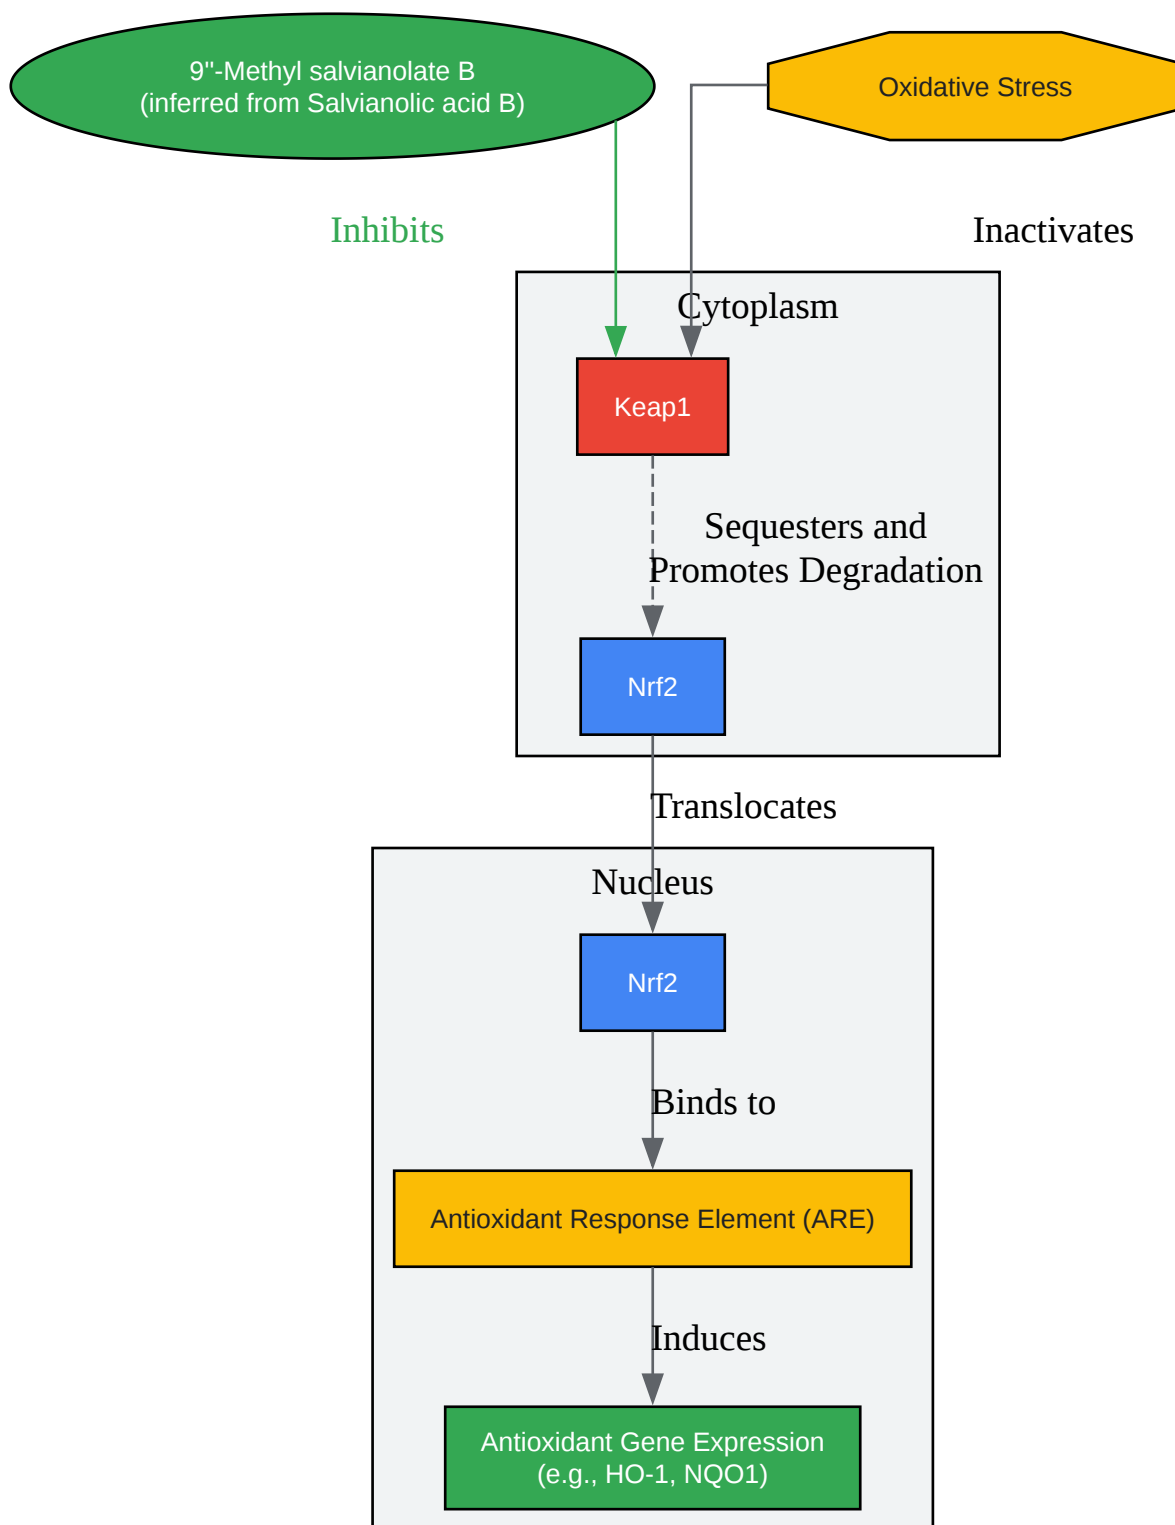 9"-Methyl salvianolate B
(inferred from Salvianolic acid B)
Oxidative Stress
Inhibits
Inactivates
Cytoplasm
Keap1
Sequesters and
Promotes Degradation
Nrf2
Translocates
Nucleus
Nrf2
Binds to
Antioxidant Response Element (ARE)
Induces
Antioxidant Gene Expression
(e.g., HO-1, NQO1)